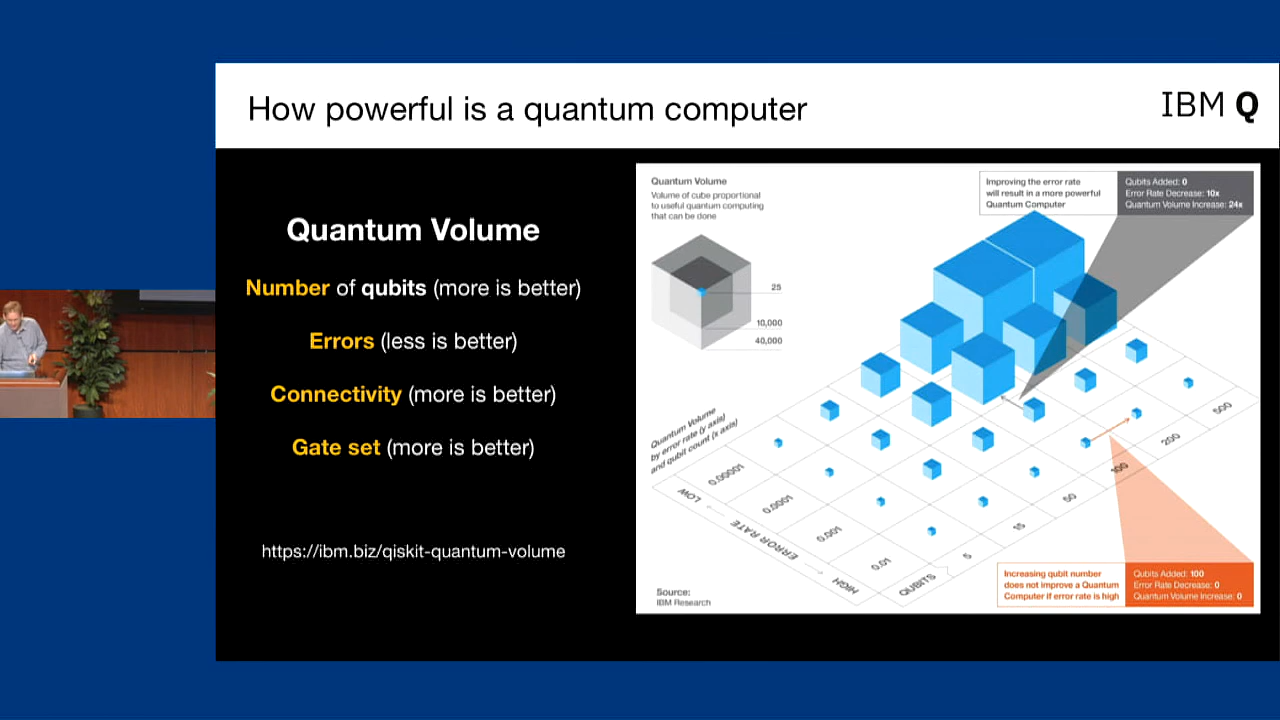 How powerful is a quantum computer
IBM Q
Quantum Volume
Number of qubits (more is better)
Errors (less is better)
Connectivity (more is better)
Gate set (more is better)
https://ibm.biz/qiskit-quantum-volume
Quantum Volume
Volume of cube proportional
to useful quantum computing
that can be done
25
10,000
40,000
Improving the error rate
will result in a more powerful
Quantum Computer
Qubits Added: 0
Error Rate Decrease: 10x
Quantum Volume Increase: 24x
Quantum Volume
by error rate (y axis)
and qubit count (x axis)
0.00001
0.0001
0.001
0.01
LOW
ERROR RATE
HIGH
QUBITS
5
15
50
100
200
500
Increasing qubit number
does not improve a Quantum
Computer if error rate is high
Qubits Added: 100
Error Rate Decrease: 0
Quantum Volume Increase: 0
Source:
IBM Research